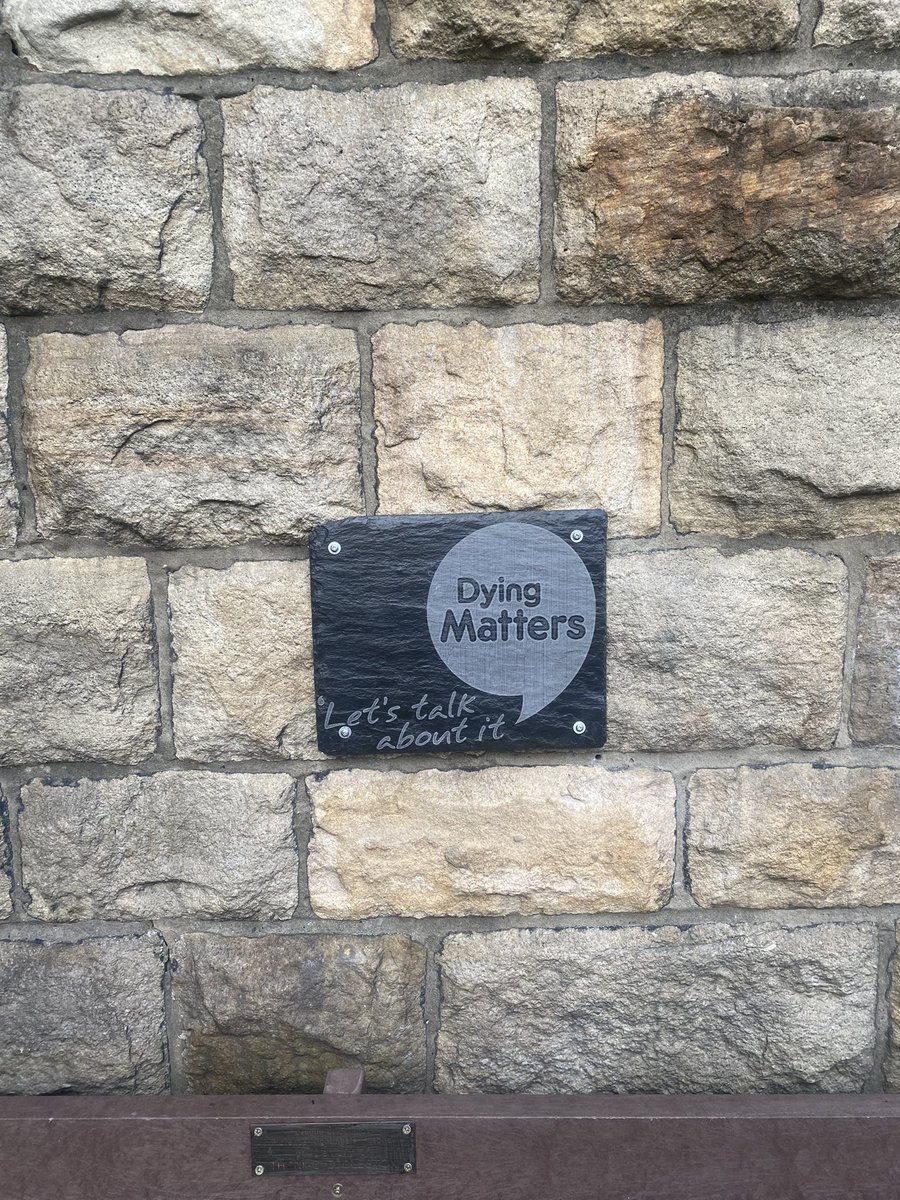 Dying
Matters
Let's talk
about it